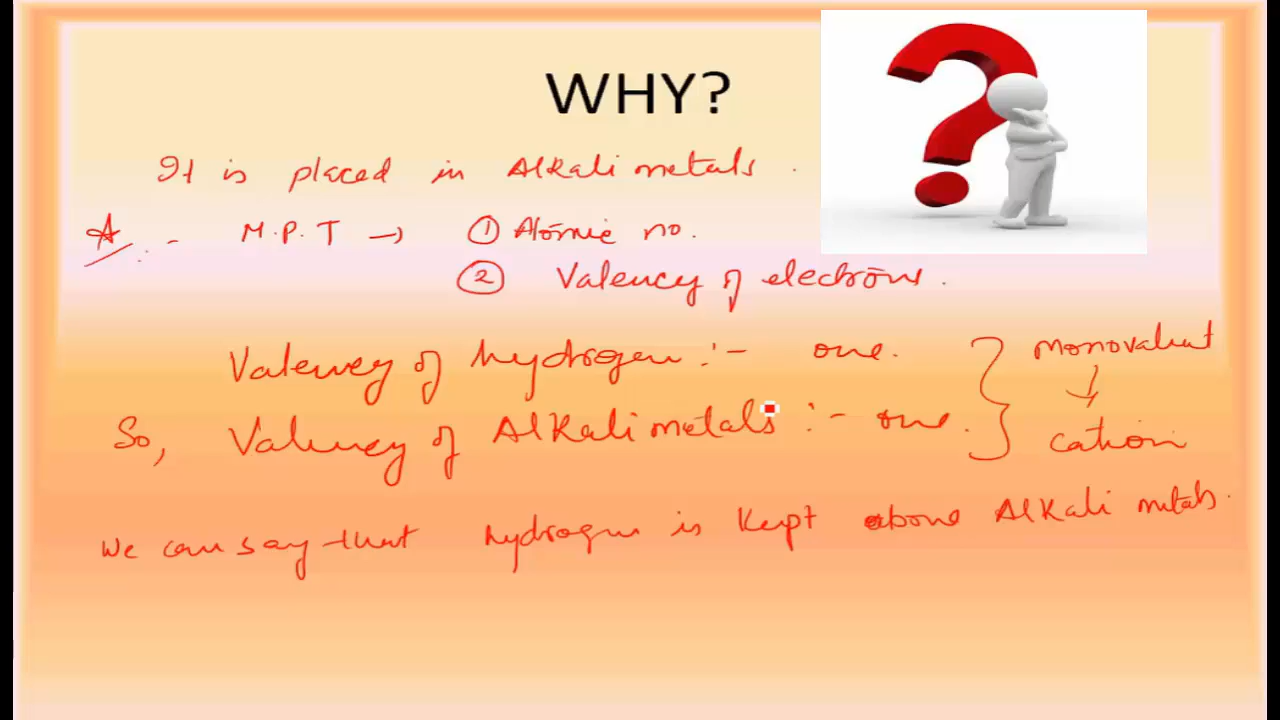 WHY?
It is placed in Alkali metals.
A - M.P.T → ① Atomic no.
② Valency of electrons.
Valency of hydrogen :- one.
So, Valency of Alkali metals :- one.
monovalent
↓
cation
We can say that hydrogen is kept above Alkali metals.